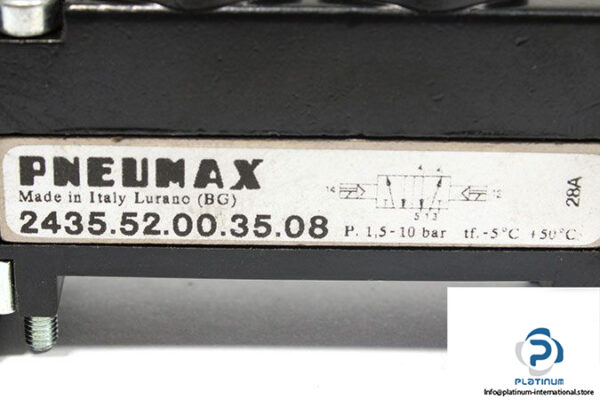 PNEUMAX
Made in Italy Lurano (BG)
2435.52.00.35.08
14
4
2
12
5 1 3
P. 1,5-10 bar tf. -5°C +50°C
28A
PLATINUM
Info@platinum-international.store